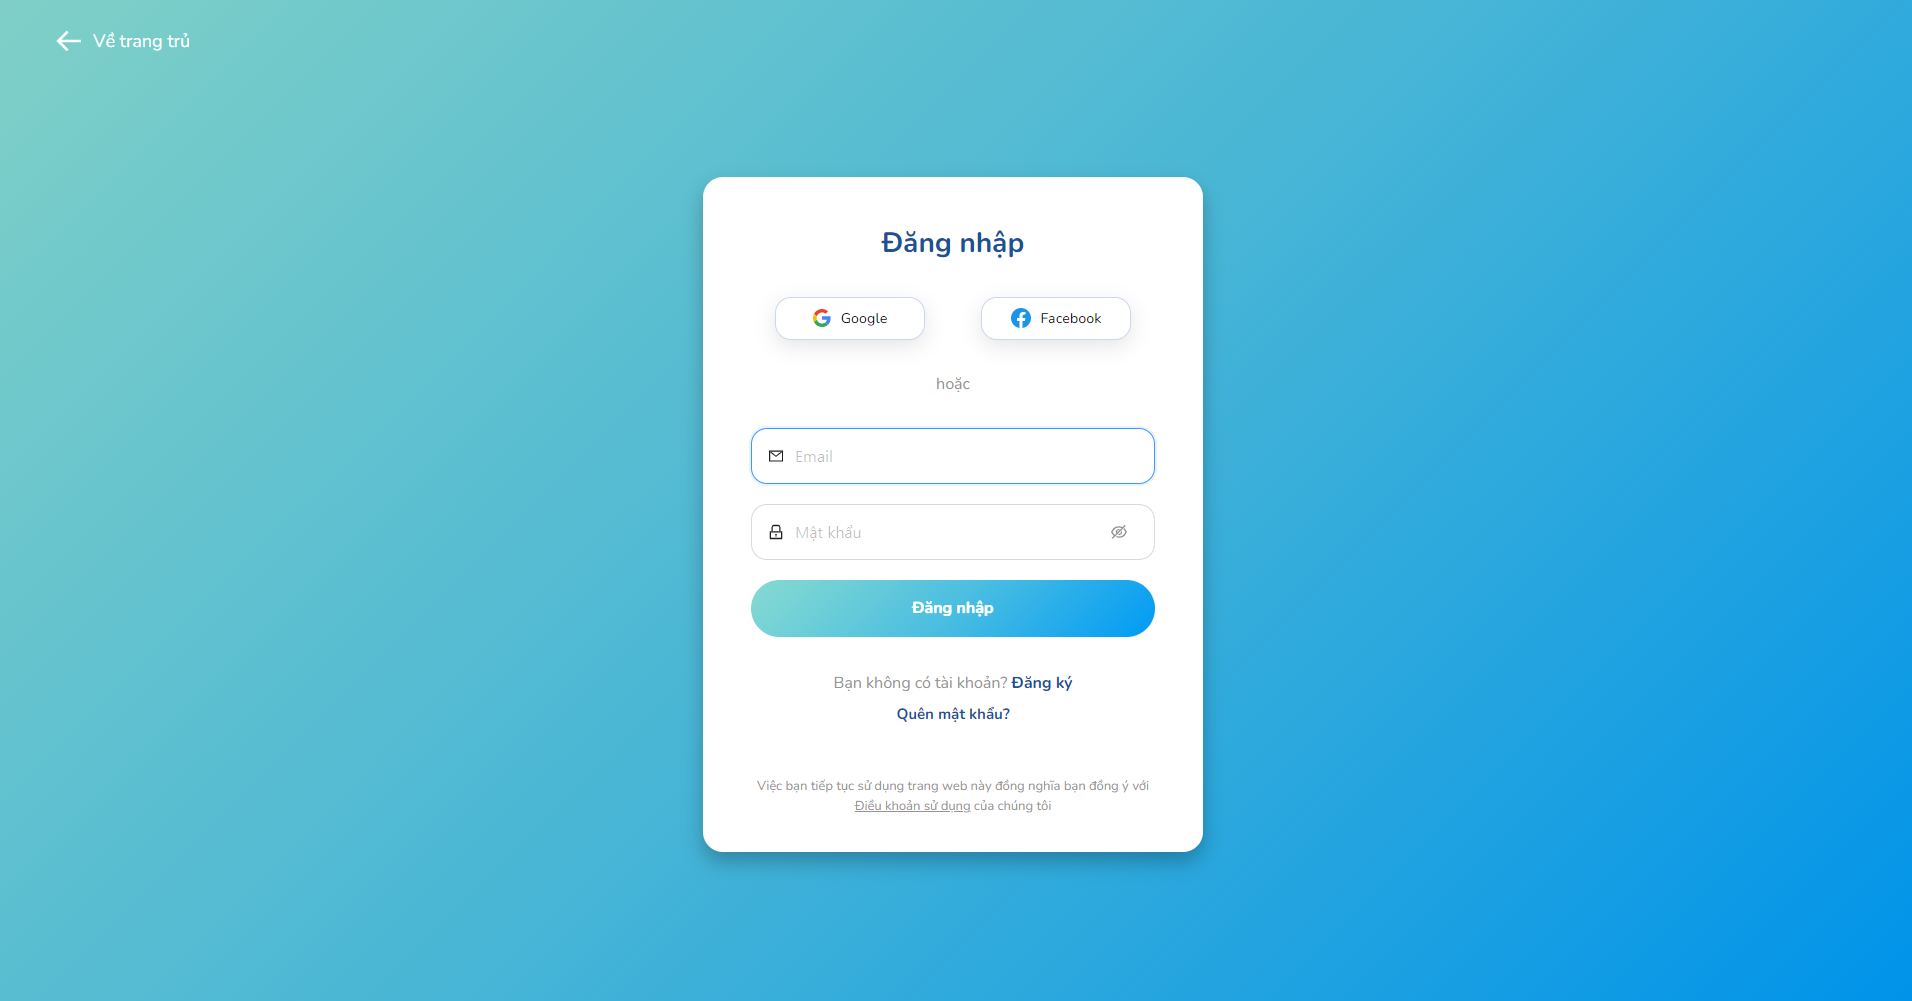 Về trang trủ
Đăng nhập
Google
Facebook
hoặc
Email
Mật khẩu
Đăng nhập
Bạn không có tài khoản? Đăng ký
Quên mật khẩu?
Việc bạn tiếp tục sử dụng trang web này đồng nghĩa bạn đồng ý với
Điều khoản sử dụng của chúng tôi